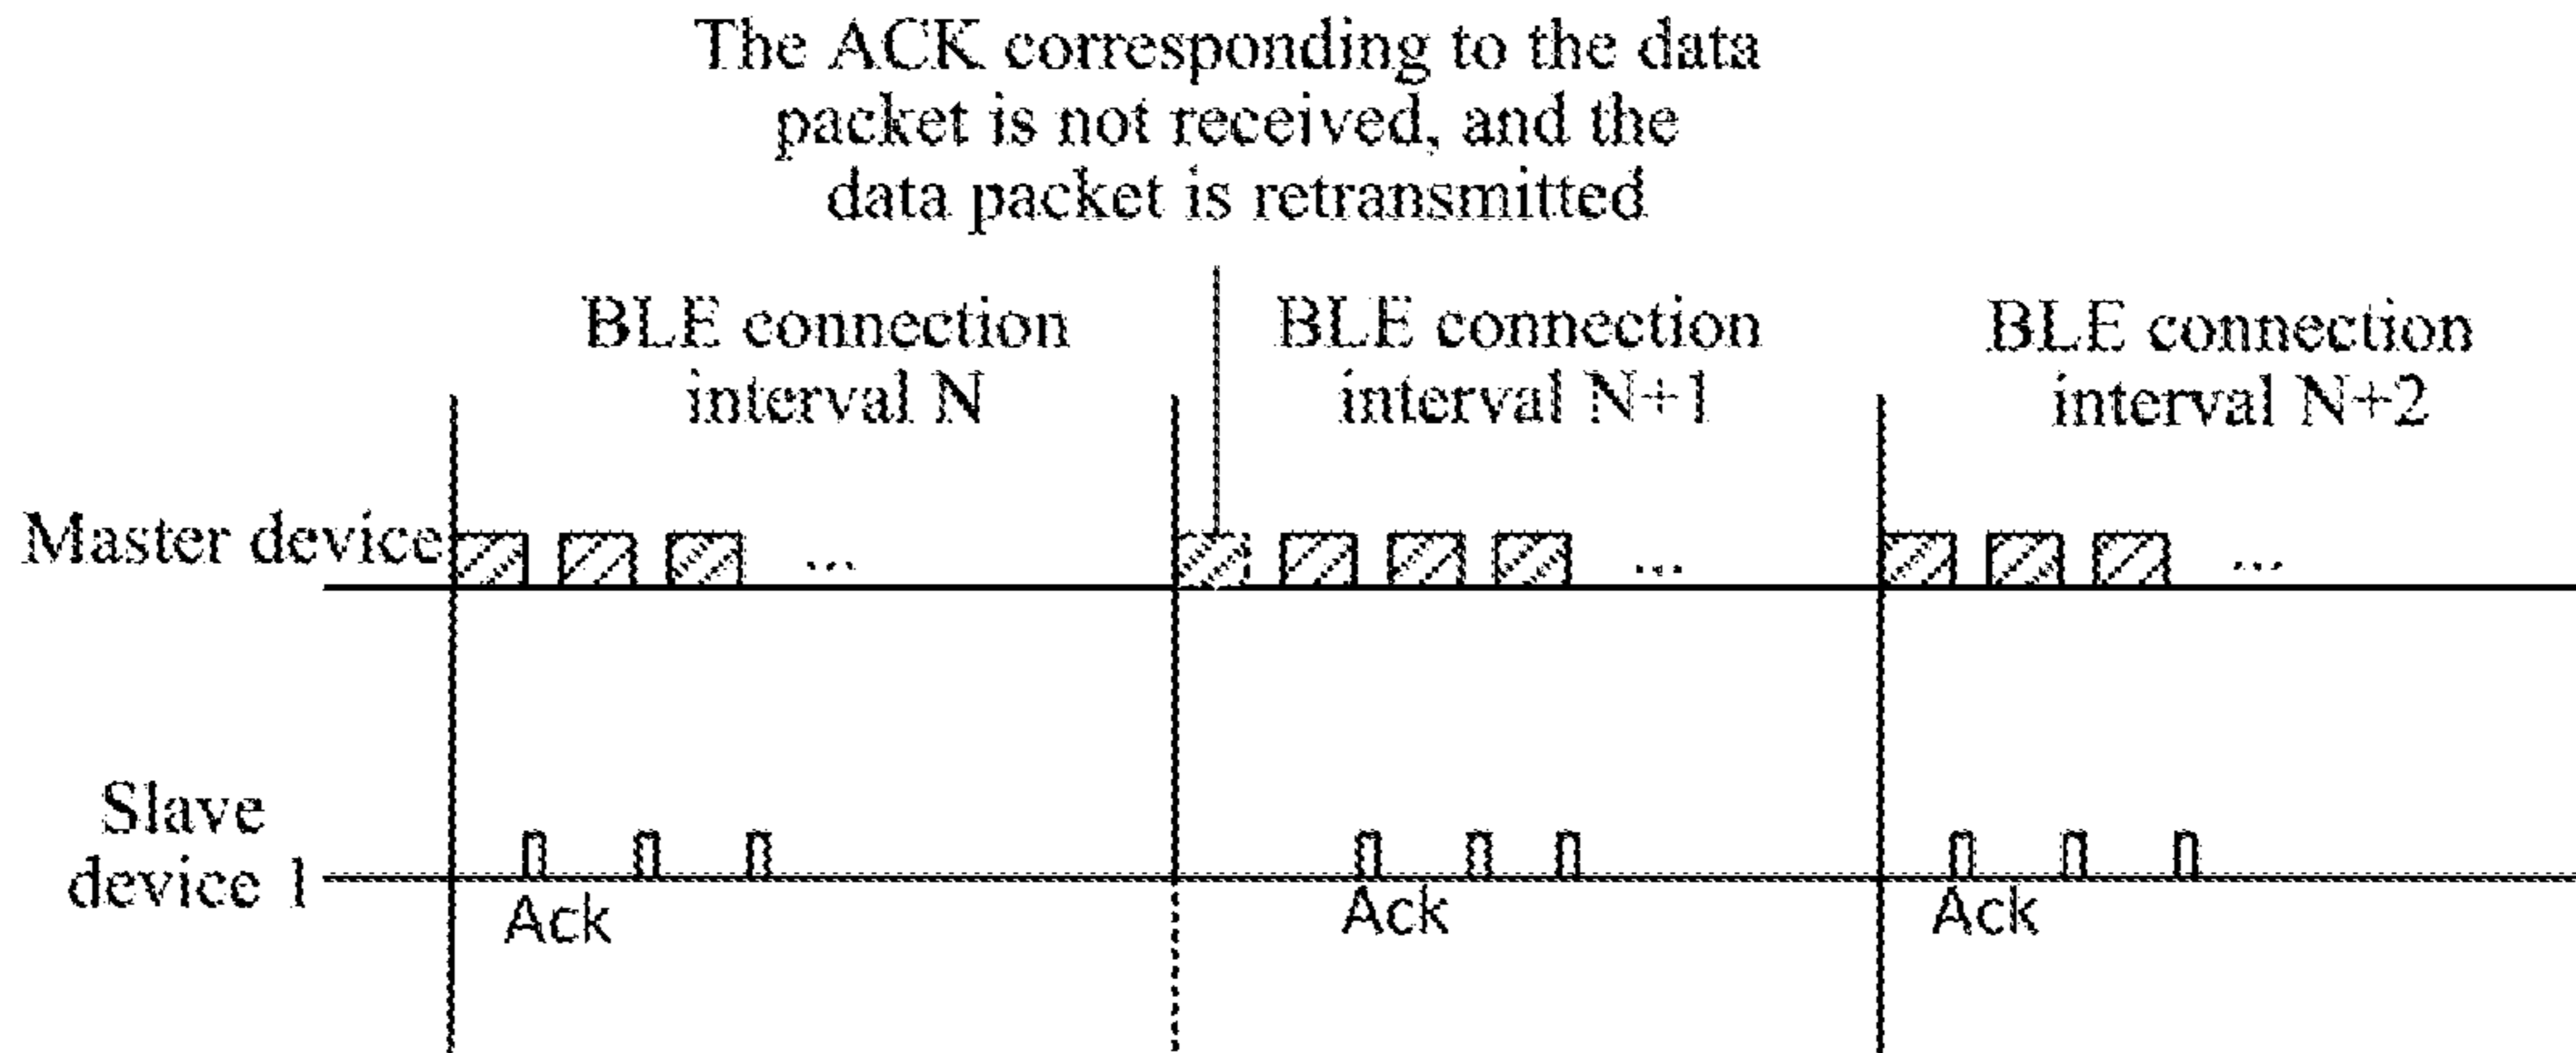 The ACK corresponding to the data
packet is not received, and the
data packet is retransmitted
BLE connection
interval N
BLE connection
interval N+1
BLE connection
interval N+2
Master device
...
...
...
Slave
device 1
Ack
Ack
Ack